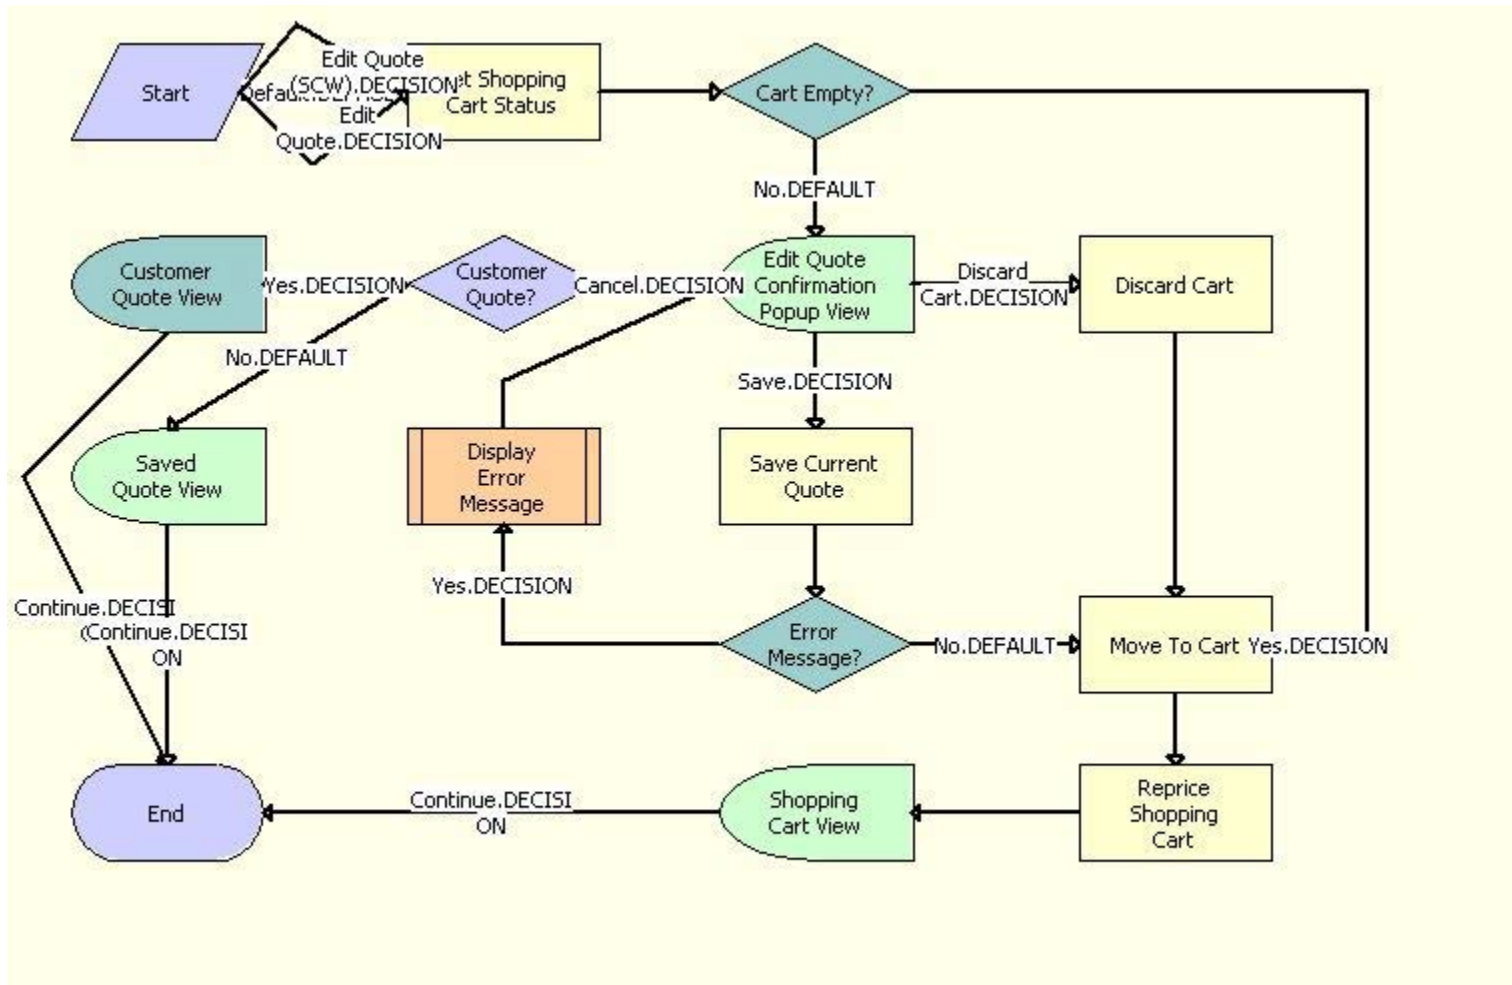 Start
Edit Quote
(SCW).DECISION
Edit
Quote.DECISION
t Shopping
Cart Status
Cart Empty?
No.DEFAULT
Customer
Quote View
Yes.DECISION
Customer
Quote?
Cancel.DECISION
Edit Quote
Confirmation
Popup View
Discard
Cart.DECISION
Discard Cart
No.DEFAULT
Save.DECISION
Saved
Quote View
Display
Error
Message
Save Current
Quote
Yes.DECISION
Continue.DECISI
Continue.DECISI
ON
Error
Message?
No.DEFAULT
Move To Cart
Yes.DECISION
End
Continue.DECISI
ON
Shopping
Cart View
Reprice
Shopping
Cart